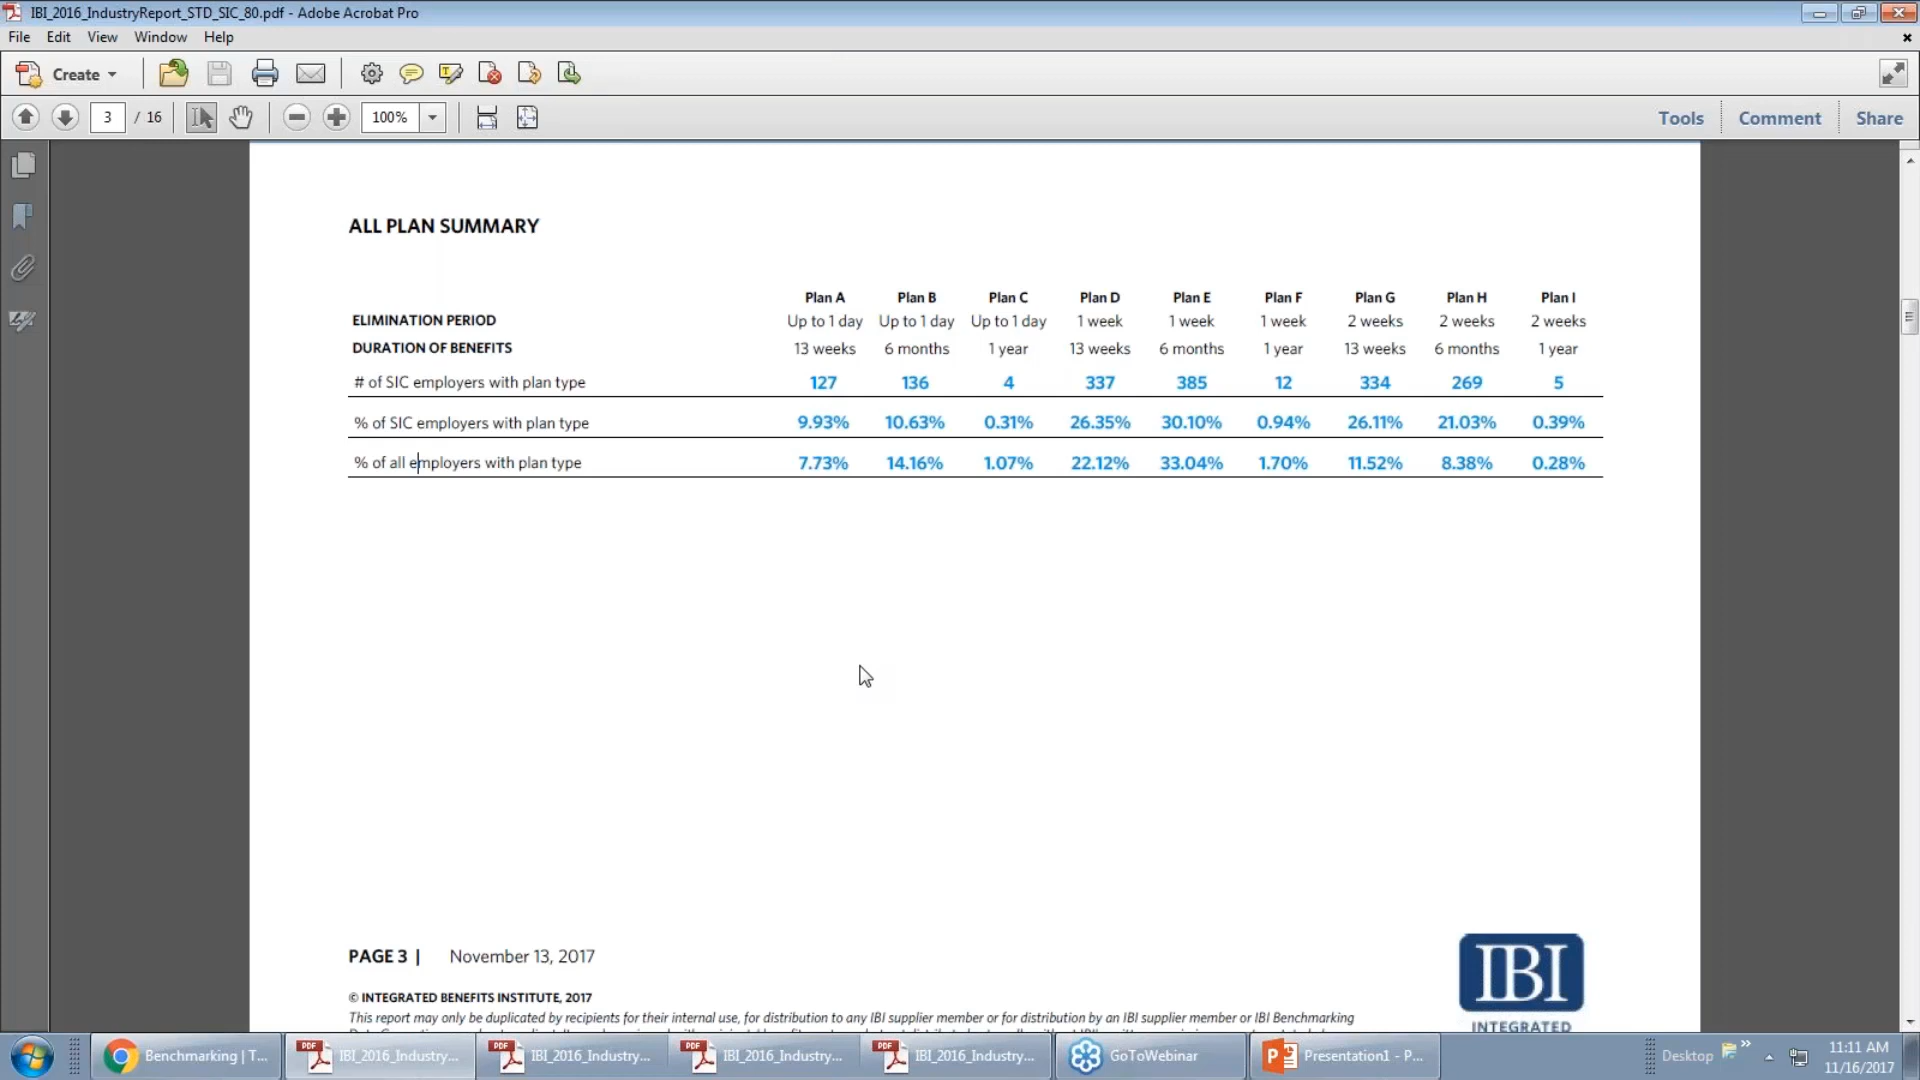 IBI_2016_IndustryReport_STD_SIC_80.pdf - Adobe Acrobat Pro
File Edit View Window Help
Create
3 / 16 100% Tools Comment Share
ALL PLAN SUMMARY
Plan A Plan B Plan C Plan D Plan E Plan F Plan G Plan H Plan I
ELIMINATION PERIOD Up to 1 day Up to 1 day Up to 1 day 1 week 1 week 1 week 2 weeks 2 weeks 2 weeks
DURATION OF BENEFITS 13 weeks 6 months 1 year 13 weeks 6 months 1 year 13 weeks 6 months 1 year
# of SIC employers with plan type 127 136 4 337 385 12 334 269 5
% of SIC employers with plan type 9.93% 10.63% 0.31% 26.35% 30.10% 0.94% 26.11% 21.03% 0.39%
% of all employers with plan type 7.73% 14.16% 1.07% 22.12% 33.04% 1.70% 11.52% 8.38% 0.28%
PAGE 3 | November 13, 2017
IBI
© INTEGRATED BENEFITS INSTITUTE, 2017
This report may only be duplicated by recipients for their internal use, for distribution to any IBI supplier member or for distribution by an IBI supplier member or IBI Benchmarking
INTEGRATED
Benchmarking | T... IBI_2016_Industry... IBI_2016_Industry... IBI_2016_Industry... IBI_2016_Industry... GoToWebinar Presentation1 - P... Desktop 11:11 AM
11/16/2017